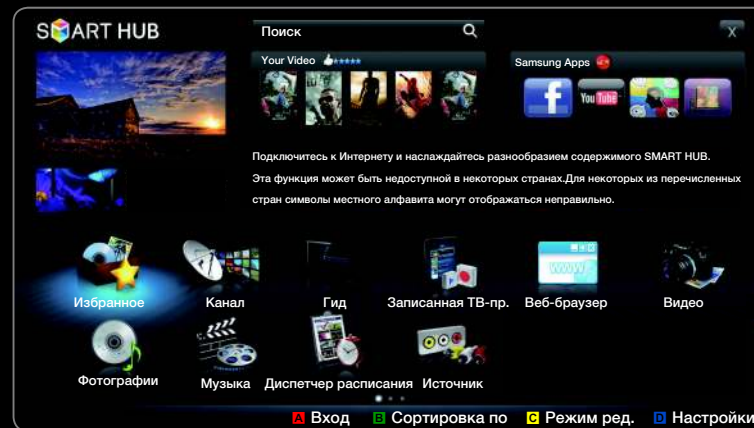 SMART HUB
Поиск
X
Your Video
Samsung Apps
You Tube
Подключитесь к Интернету и наслаждайтесь разнообразием содержимого SMART HUB.
Эта функция может быть недоступной в некоторых странах.Для некоторых из перечисленных
стран символы местного алфавита могут отображаться неправильно.
www
Избранное Канал Гид Записанная ТВ-пр. Веб-браузер Видео
Фотографии Музыка Диспетчер расписания Источник
A Вход B Сортировка по C Режим ред. D Настройки